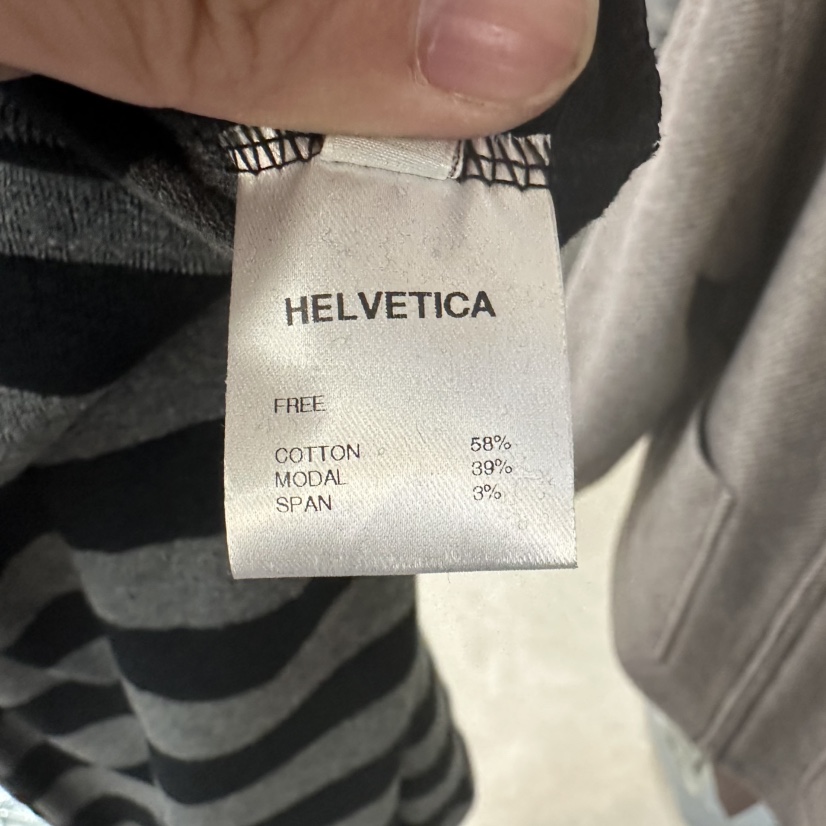 HELVETICA
FREE
COTTON 58%
MODAL 39%
SPAN 3%